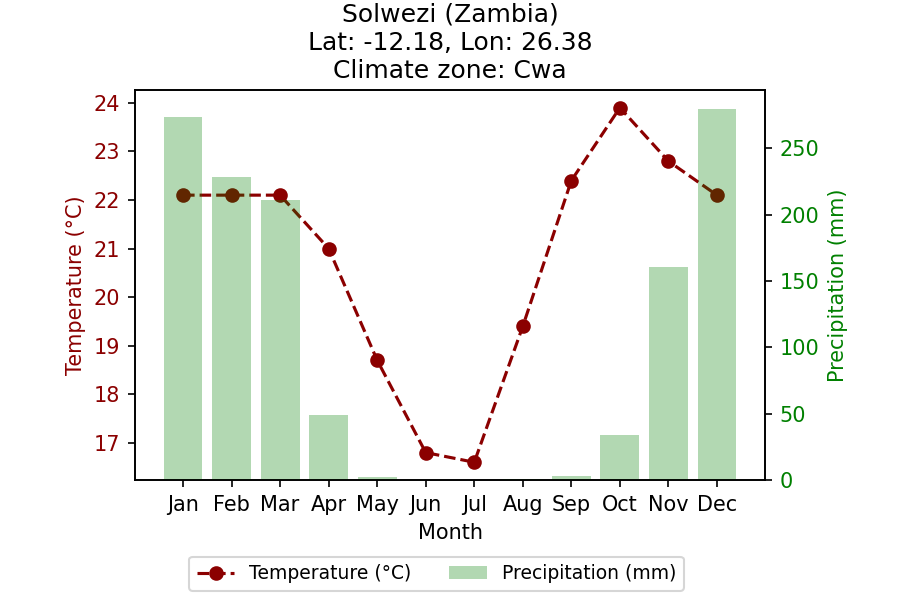 Solwezi (Zambia)
Lat: -12.18, Lon: 26.38
Climate zone: Cwa
24
23
22
21
20
19
18
17
Temperature (°C)
250
200
150
100
50
0
Precipitation (mm)
Jan Feb Mar Apr May Jun Jul Aug Sep Oct Nov Dec
Month
Temperature (°C) Precipitation (mm)